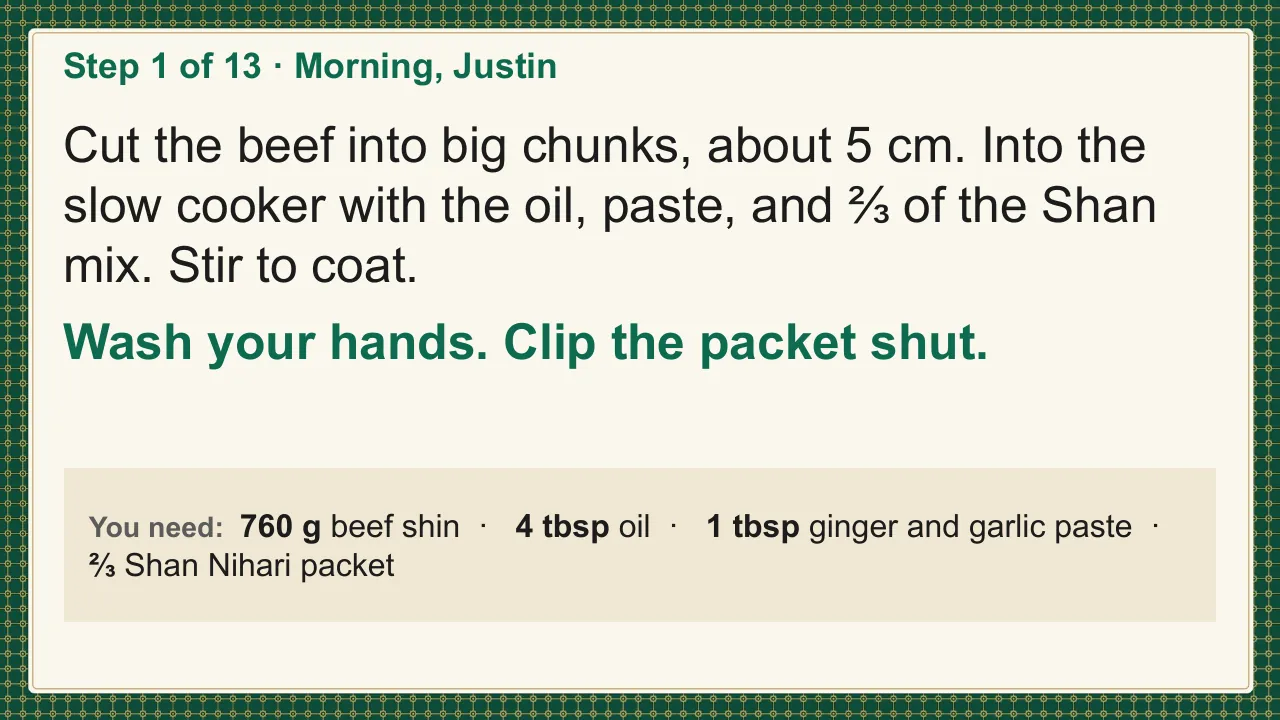 Step 1 of 13 · Morning, Justin
Cut the beef into big chunks, about 5 cm. Into the
slow cooker with the oil, paste, and ⅔ of the Shan
mix. Stir to coat.
Wash your hands. Clip the packet shut.
You need: 760 g beef shin · 4 tbsp oil · 1 tbsp ginger and garlic paste ·
⅔ Shan Nihari packet